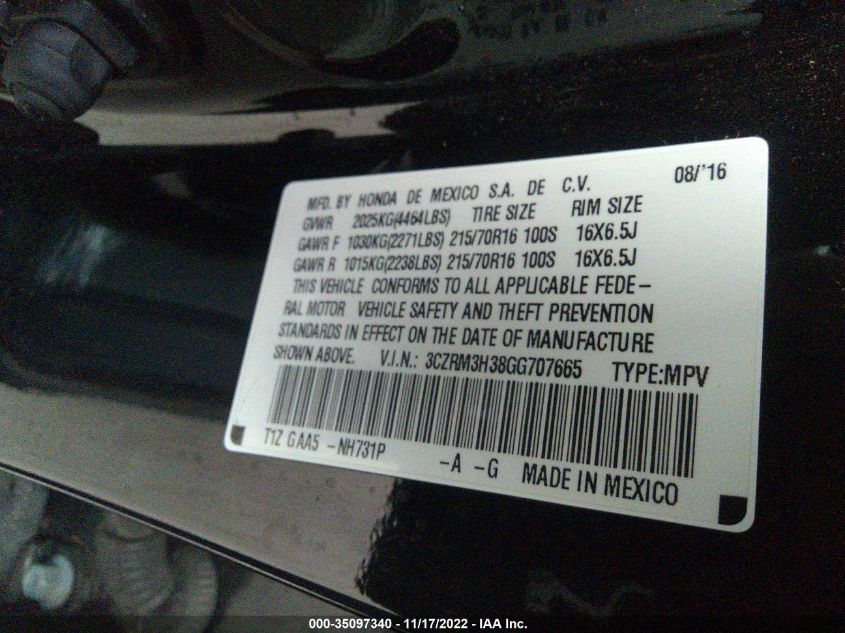 MFD. BY HONDA DE MEXICO S.A. DE C.V. 08/'16
GVWR 2025KG(4464LBS) TIRE SIZE RIM SIZE
GAWR F 1030KG(2271LBS) 215/70R16 100S 16X6.5J
GAWR R 1015KG(2238LBS) 215/70R16 100S 16X6.5J
THIS VEHICLE CONFORMS TO ALL APPLICABLE FEDE-
RAL MOTOR VEHICLE SAFETY AND THEFT PREVENTION
STANDARDS IN EFFECT ON THE DATE OF MANUFACTURE
SHOWN ABOVE. V.I.N.: 3CZRM3H38GG707665 TYPE:MPV
T1Z GAA5 -NH731P -A -G MADE IN MEXICO
000-35097340 - 11/17/2022 - IAA Inc.